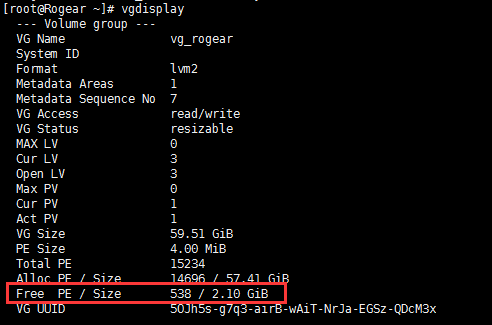 [root@Rogear ~]# vgdisplay
--- Volume group ---
VG Name vg_rogear
System ID
Format lvm2
Metadata Areas 1
Metadata Sequence No 7
VG Access read/write
VG Status resizable
MAX LV 0
Cur LV 3
Open LV 3
Max PV 0
Cur PV 1
Act PV 1
VG Size 59.51 GiB
PE Size 4.00 MiB
Total PE 15234
Alloc PE / Size 14696 / 57.41 GiB
Free PE / Size 538 / 2.10 GiB
VG UUID 5OJh5s-g7q3-airB-wAiT-NrJa-EGSz-QDcM3x